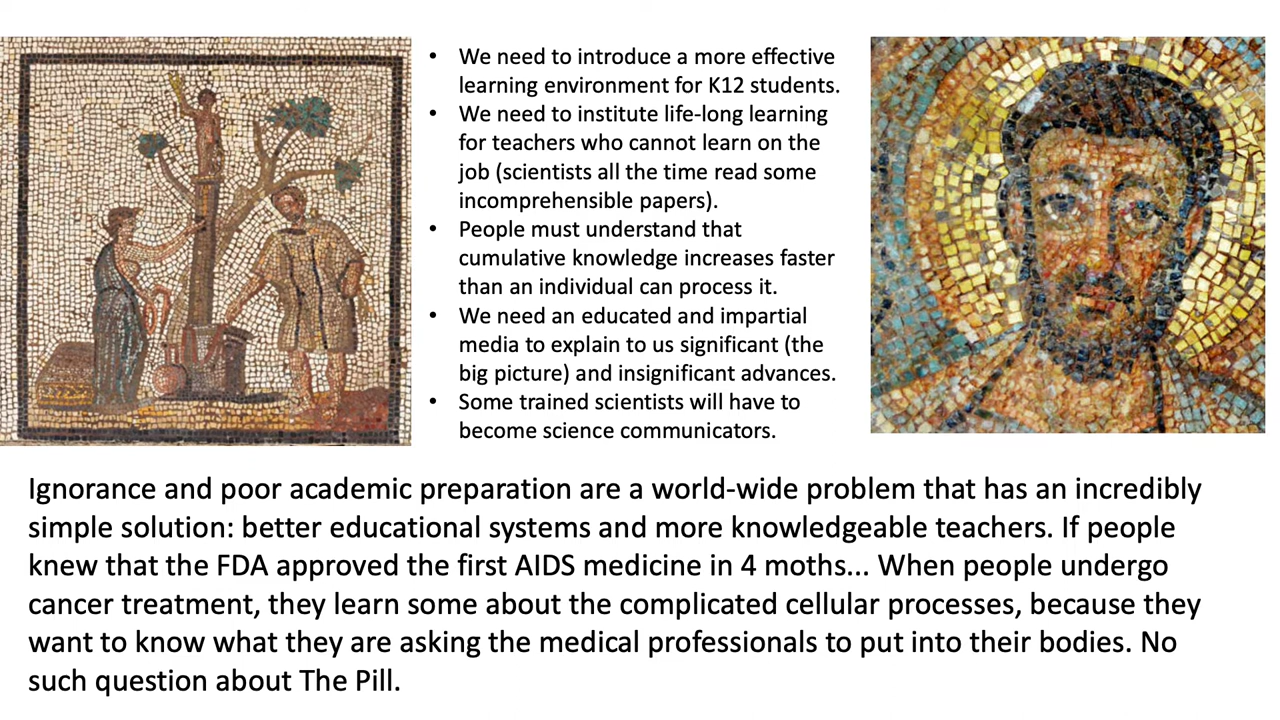 • We need to introduce a more effective
learning environment for K12 students.
• We need to institute life-long learning
for teachers who cannot learn on the
job (scientists all the time read some
incomprehensible papers).
• People must understand that
cumulative knowledge increases faster
than an individual can process it.
• We need an educated and impartial
media to explain to us significant (the
big picture) and insignificant advances.
• Some trained scientists will have to
become science communicators.
Ignorance and poor academic preparation are a world-wide problem that has an incredibly
simple solution: better educational systems and more knowledgeable teachers. If people
knew that the FDA approved the first AIDS medicine in 4 moths... When people undergo
cancer treatment, they learn some about the complicated cellular processes, because they
want to know what they are asking the medical professionals to put into their bodies. No
such question about The Pill.